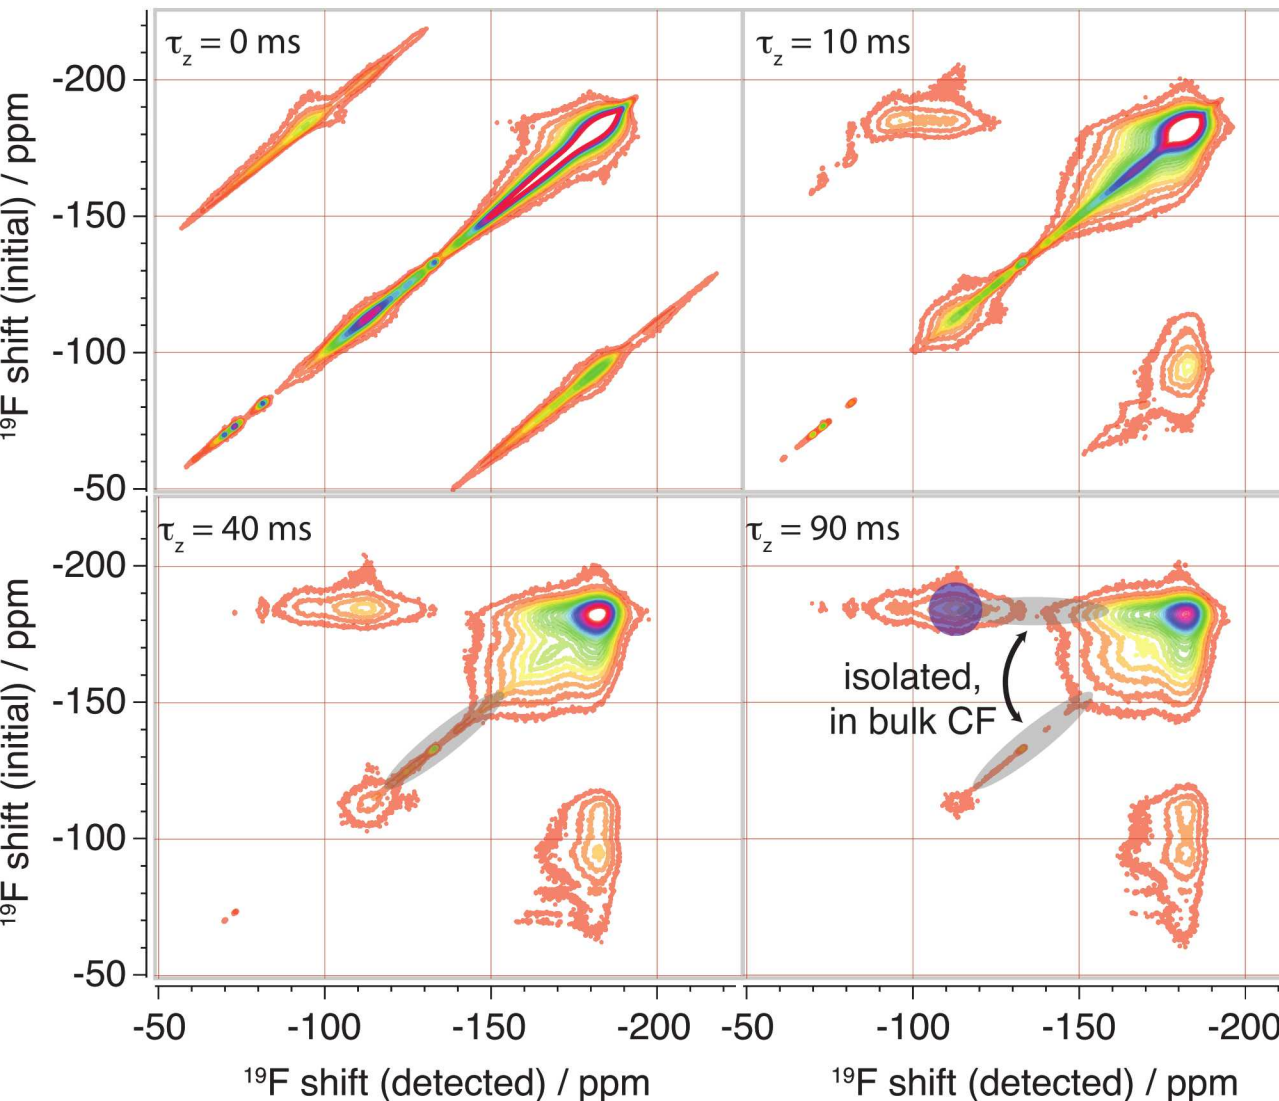 τz = 0 ms
τz = 10 ms
-200
-150
-100
-50
19F shift (initial) / ppm
τz = 40 ms
τz = 90 ms
isolated,
in bulk CF
-200
-150
-100
-50
19F shift (initial) / ppm
-50 -100 -150 -200 -50 -100 -150 -200
19F shift (detected) / ppm 19F shift (detected) / ppm